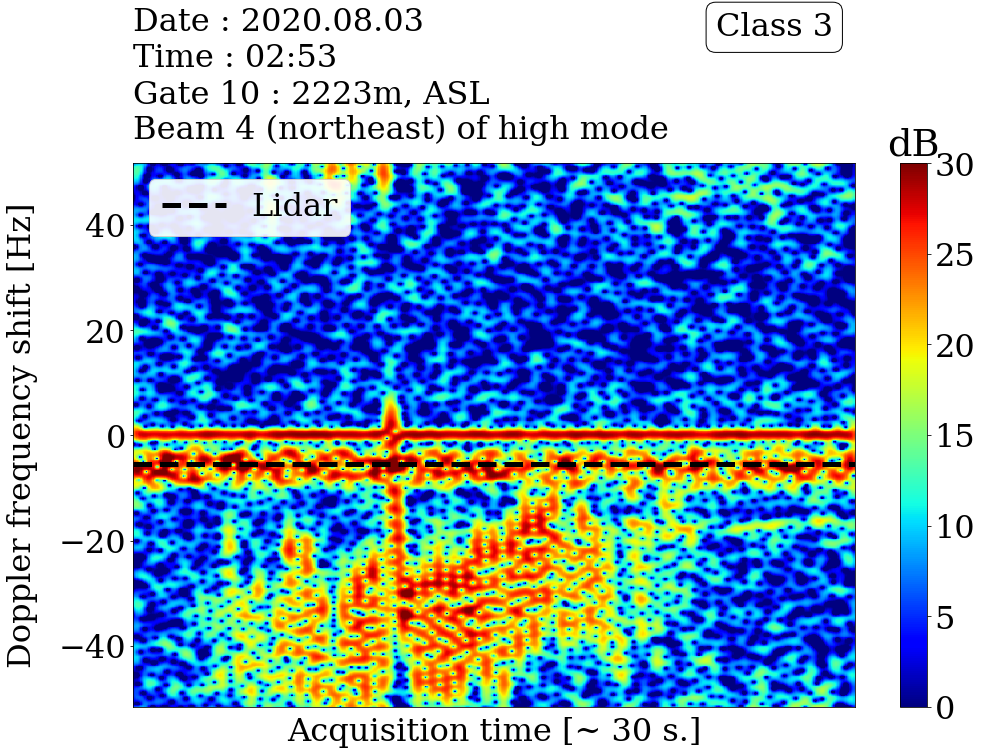 Date : 2020.08.03
Time : 02:53
Gate 10 : 2223m, ASL
Beam 4 (northeast) of high mode
Class 3
dB
Lidar
Doppler frequency shift [Hz]
40
20
0
−20
−40
Acquisition time [~ 30 s.]
30
25
20
15
10
5
0